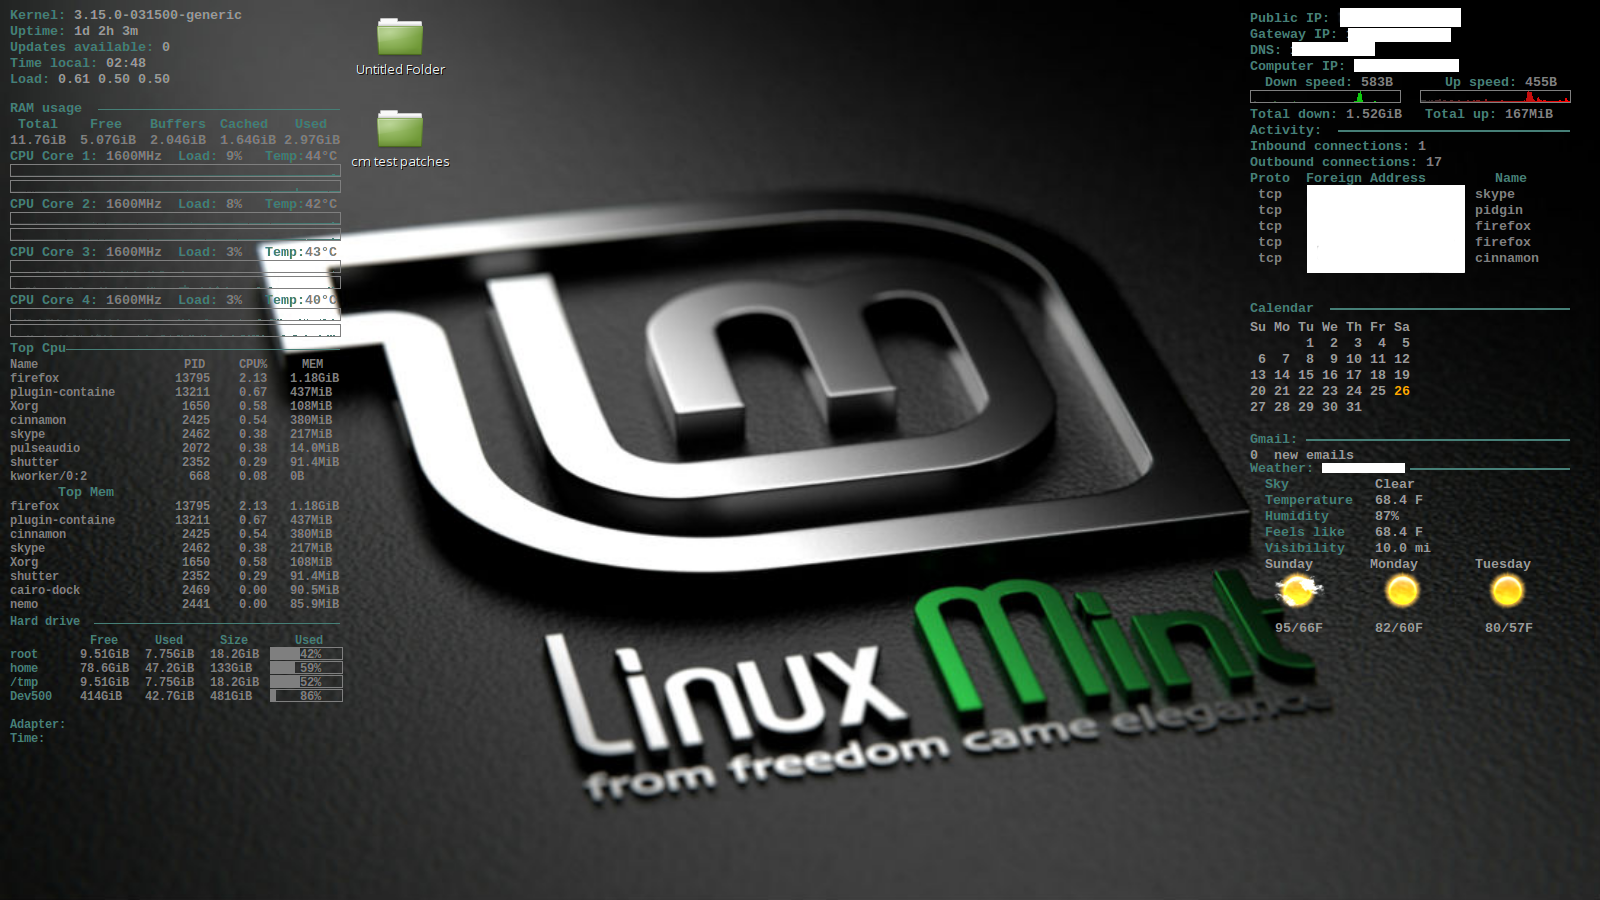 Kernel: 3.15.0-031500-generic
Uptime: 1d 2h 3m
Updates available: 0
Time local: 02:48
Load: 0.61 0.50 0.50
RAM usage
Total Free Buffers Cached Used
11.7GiB 5.07GiB 2.04GiB 1.64GiB 2.97GiB
CPU Core 1: 1600MHz Load: 9% Temp:44°C
CPU Core 2: 1600MHz Load: 8% Temp:42°C
CPU Core 3: 1600MHz Load: 3% Temp:43°C
CPU Core 4: 1600MHz Load: 3% Temp:40°C
Top Cpu
Name PID CPU% MEM
firefox 13795 2.13 1.18GiB
plugin-containe 13211 0.67 437MiB
Xorg 1650 0.58 108MiB
cinnamon 2425 0.54 380MiB
skype 2462 0.38 217MiB
pulseaudio 2072 0.38 14.0MiB
shutter 2352 0.29 91.4MiB
kworker/0:2 668 0.08 0B
Top Mem
firefox 13795 2.13 1.18GiB
plugin-containe 13211 0.67 437MiB
cinnamon 2425 0.54 380MiB
skype 2462 0.38 217MiB
Xorg 1650 0.58 108MiB
shutter 2352 0.29 91.4MiB
cairo-dock 2469 0.00 90.5MiB
nemo 2441 0.00 85.9MiB
Hard drive
Free Used Size Used
root 9.51GiB 7.75GiB 18.2GiB 42%
home 78.6GiB 47.2GiB 133GiB 59%
/tmp 9.51GiB 7.75GiB 18.2GiB 52%
Dev500 414GiB 42.7GiB 481GiB 86%
Adapter:
Time:
Untitled Folder
cm test patches
Linux Mint
from freedom came elegance
Public IP:
Gateway IP:
DNS:
Computer IP:
Down speed: 583B Up speed: 455B
Total down: 1.52GiB Total up: 167MiB
Activity:
Inbound connections: 1
Outbound connections: 17
Proto Foreign Address Name
tcp skype
tcp pidgin
tcp firefox
tcp firefox
tcp cinnamon
Calendar
Su Mo Tu We Th Fr Sa
1 2 3 4 5
6 7 8 9 10 11 12
13 14 15 16 17 18 19
20 21 22 23 24 25 26
27 28 29 30 31
Gmail:
0 new emails
Weather:
Sky Clear
Temperature 68.4 F
Humidity 87%
Feels like 68.4 F
Visibility 10.0 mi
Sunday Monday Tuesday
95/66F 82/60F 80/57F